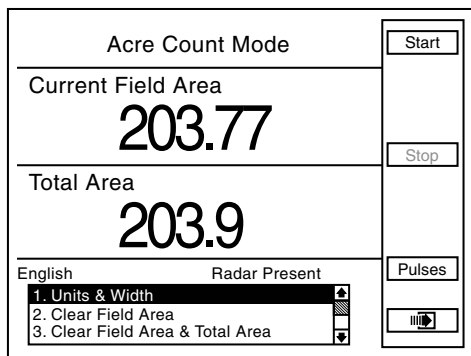 Acre Count Mode
Start
Current Field Area
203.77
Stop
Total Area
203.9
English Radar Present
Pulses
1. Units & Width
2. Clear Field Area
3. Clear Field Area & Total Area